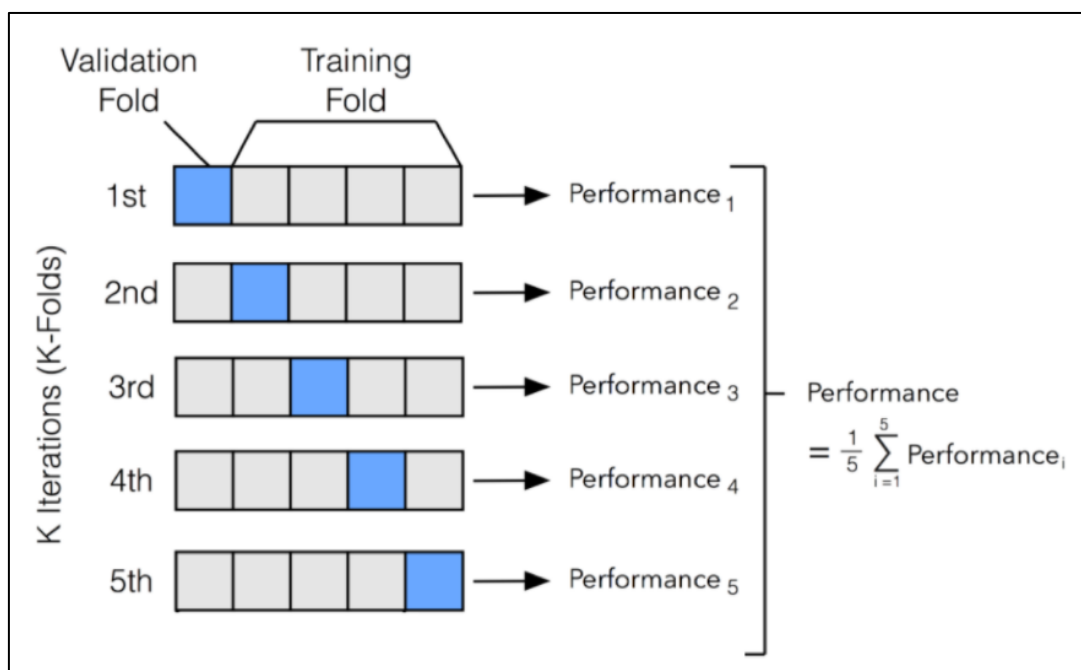 Validation
Fold
Training
Fold
K Iterations (K-Folds)
1st
Performance 1
2nd
Performance 2
3rd
Performance 3
4th
Performance 4
5th
Performance 5
Performance
= 1/5 5 ∑ i=1 Performance i